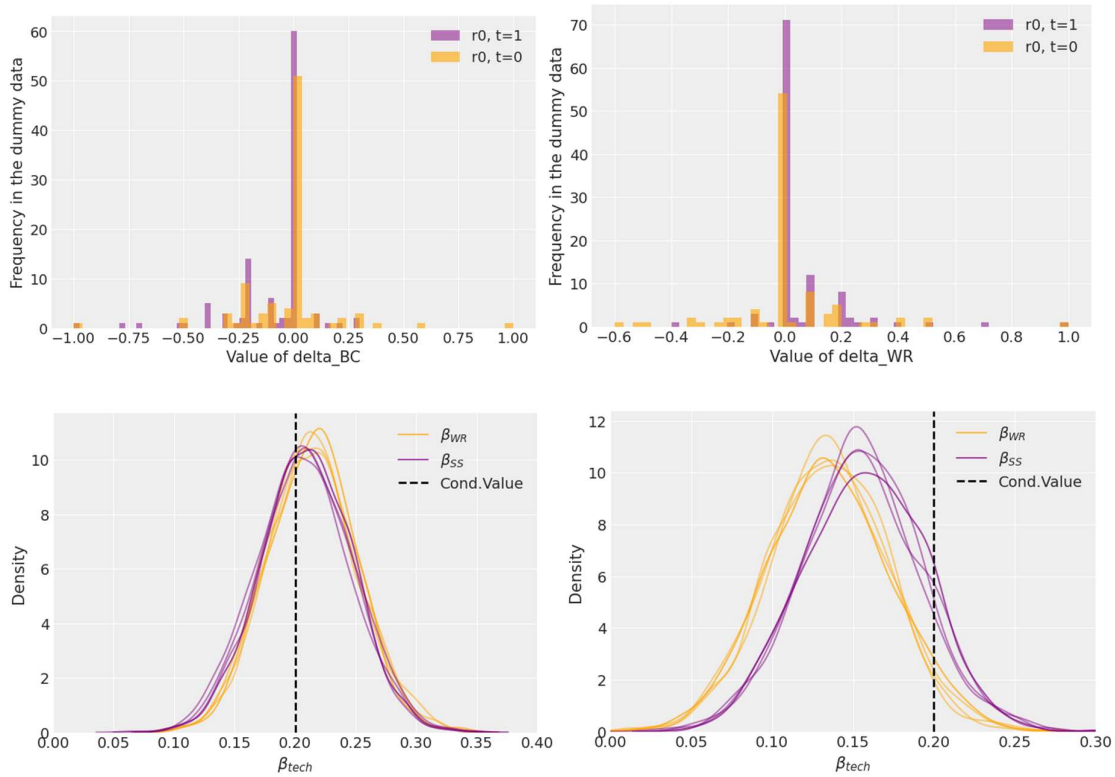 60
50
40
30
20
10
0
Frequency in the dummy data
r0, t=1
r0, t=0
−1.00 −0.75 −0.50 −0.25 0.00 0.25 0.50 0.75 1.00
Value of delta_BC
70
60
50
40
30
20
10
0
Frequency in the dummy data
r0, t=1
r0, t=0
−0.6 −0.4 −0.2 0.0 0.2 0.4 0.6 0.8 1.0
Value of delta_WR
10
8
6
4
2
0
Density
βWR
βSS
Cond.Value
0.00 0.05 0.10 0.15 0.20 0.25 0.30 0.35 0.40
βtech
12
10
8
6
4
2
0
Density
βWR
βSS
Cond.Value
0.00 0.05 0.10 0.15 0.20 0.25 0.30
βtech